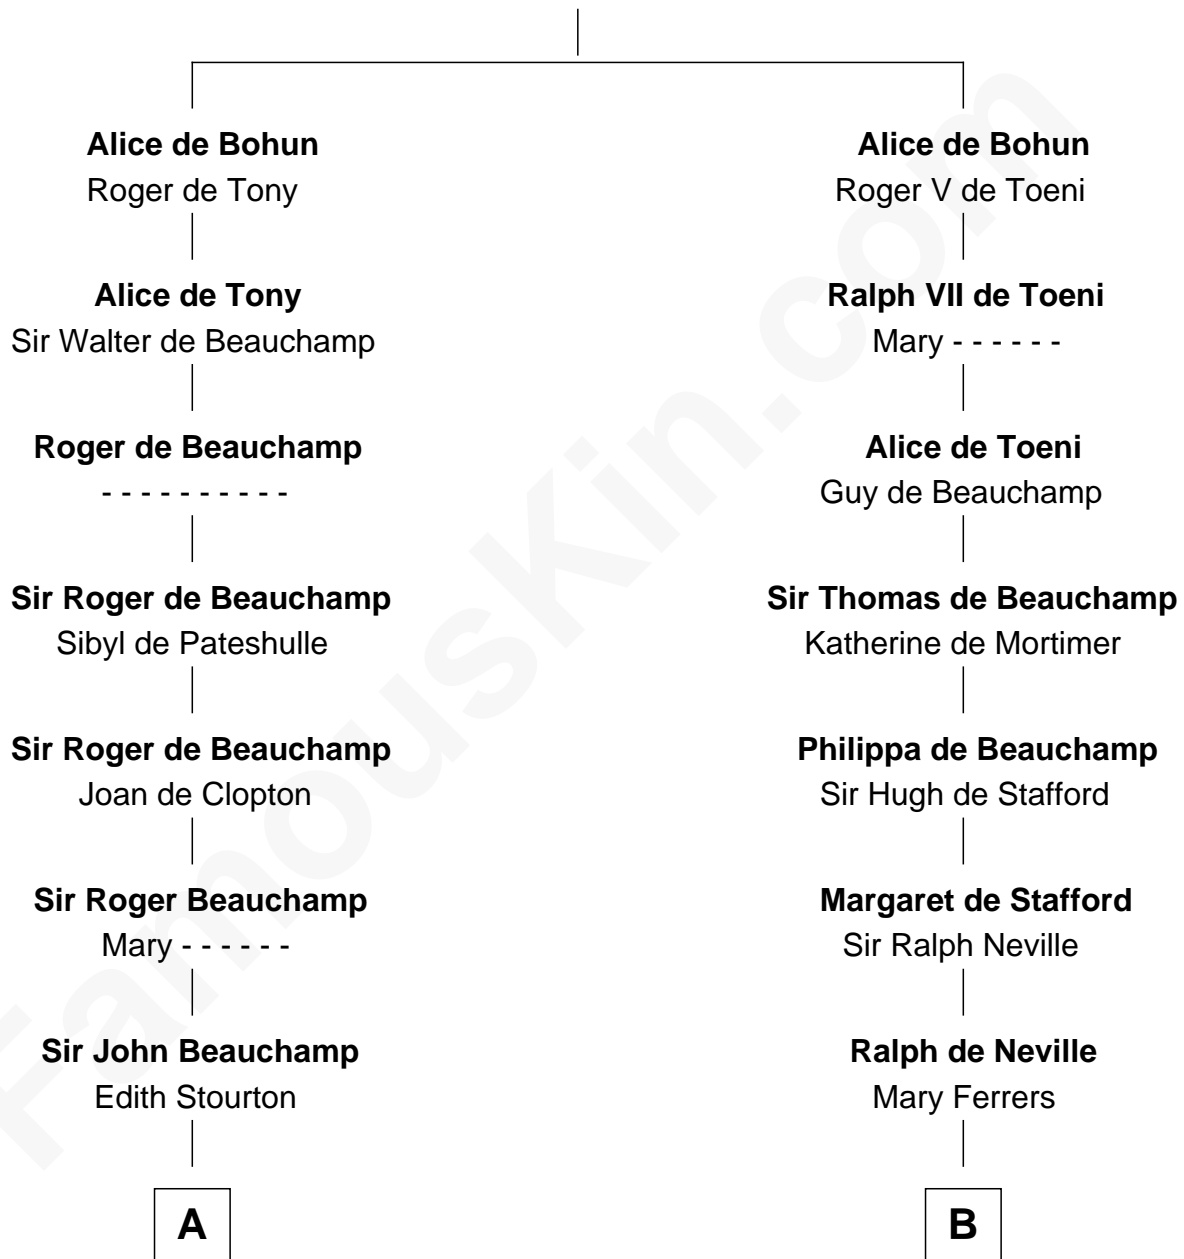 Alice de Bohun
Roger de Tony
Alice de Tony
Sir Walter de Beauchamp
Roger de Beauchamp
- - - - - - - - - -
Sir Roger de Beauchamp
Sibyl de Pateshulle
Sir Roger de Beauchamp
Joan de Clopton
Sir Roger Beauchamp
Mary - - - - - -
Sir John Beauchamp
Edith Stourton
A
Alice de Bohun
Roger V de Toeni
Ralph VII de Toeni
Mary - - - - - -
Alice de Toeni
Guy de Beauchamp
Sir Thomas de Beauchamp
Katherine de Mortimer
Philippa de Beauchamp
Sir Hugh de Stafford
Margaret de Stafford
Sir Ralph Neville
Ralph de Neville
Mary Ferrers
B
FamousKin.com